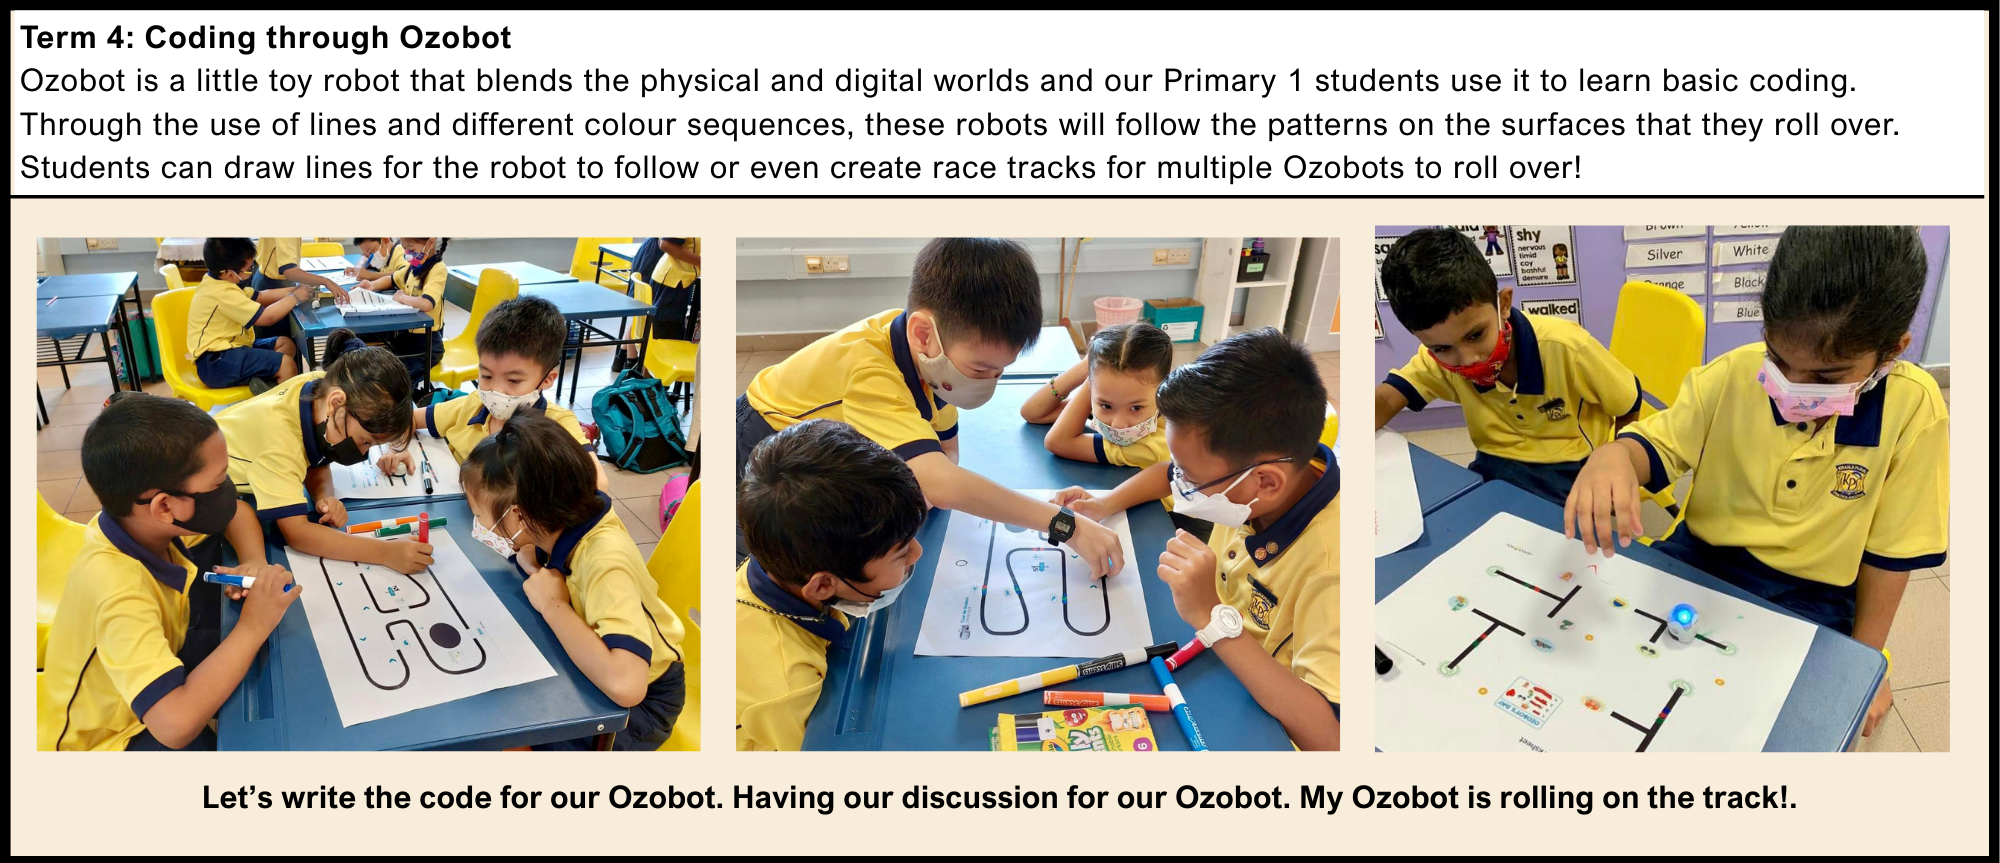 Term 4: Coding through Ozobot
Ozobot is a little toy robot that blends the physical and digital worlds and our Primary 1 students use it to learn basic coding.
Through the use of lines and different colour sequences, these robots will follow the patterns on the surfaces that they roll over.
Students can draw lines for the robot to follow or even create race tracks for multiple Ozobots to roll over!
shy
nervous
timid
coy
bashful
demure
walked
Silver
White
Black
Blue
Let’s write the code for our Ozobot. Having our discussion for our Ozobot. My Ozobot is rolling on the track!.